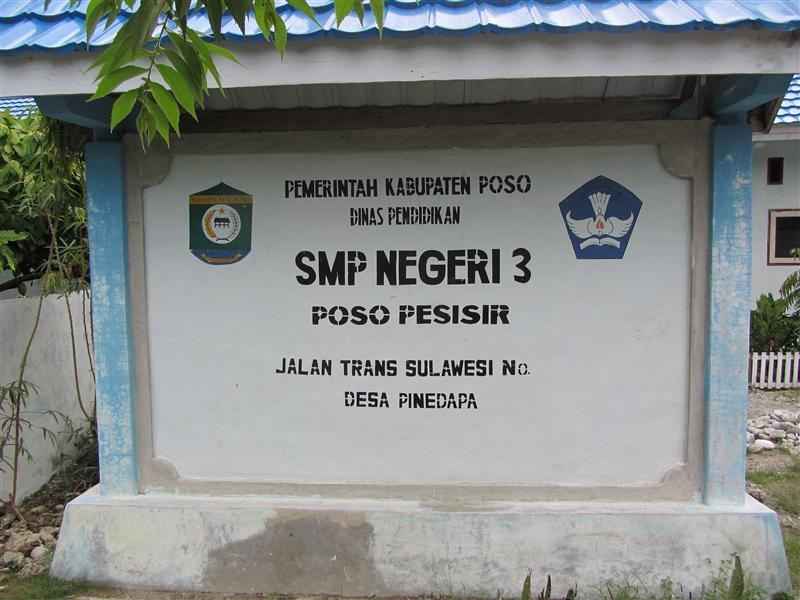 PEMERINTAH KABUPATEN POSO
DINAS PENDIDIKAN
SMP NEGERI 3
POSO PESISIR
JALAN TRANS SULAWESI No.
DESA PINEDAPA